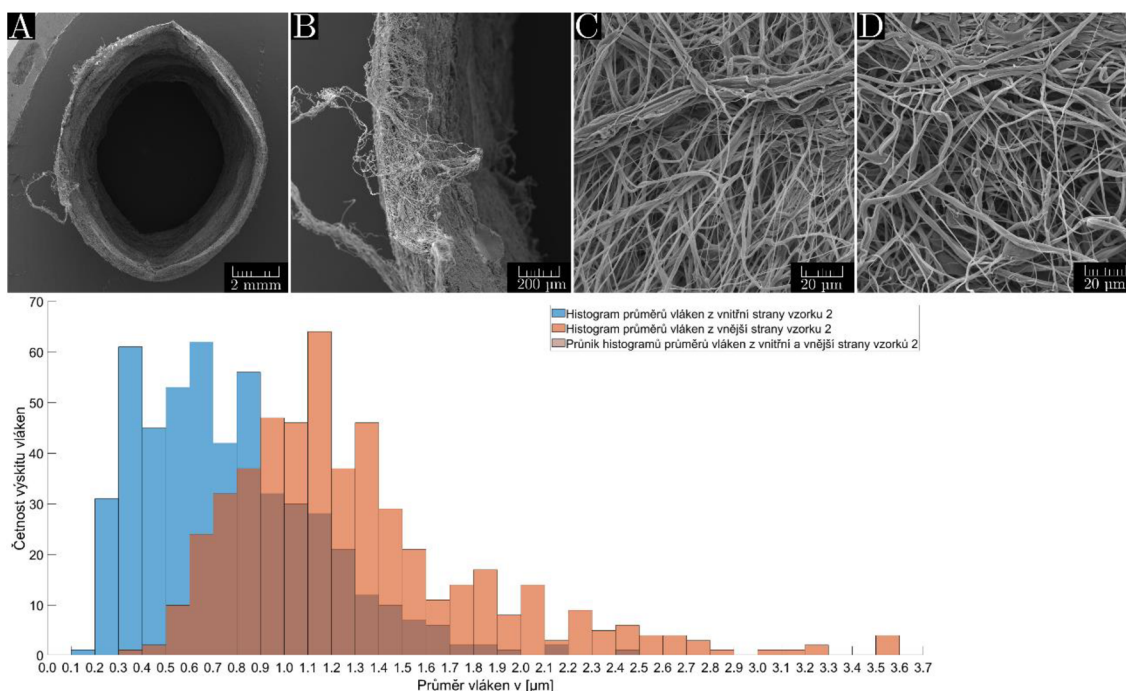 A
B
C
D
2 mmm
200 µm
20 µm
20 µm
Histogram průměrů vláken z vnitřní strany vzorku 2
Histogram průměrů vláken z vnější strany vzorku 2
Průnik histogramů průměrů vláken z vnitřní a vnější strany vzorků 2
70
60
50
40
30
20
10
0
Četnost výskitu vláken
0.0 0.1 0.2 0.3 0.4 0.5 0.6 0.7 0.8 0.9 1.0 1.1 1.2 1.3 1.4 1.5 1.6 1.7 1.8 1.9 2.0 2.1 2.2 2.3 2.4 2.5 2.6 2.7 2.8 2.9 3.0 3.1 3.2 3.3 3.4 3.5 3.6 3.7
Průměr vláken v [µm]